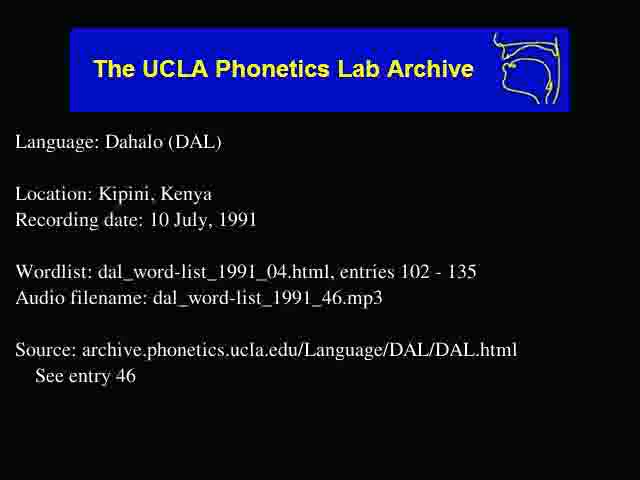 The UCLA Phonetics Lab Archive
Language: Dahalo (DAL)
Location: Kipini, Kenya
Recording date: 10 July, 1991
Wordlist: dal_word-list_1991_04.html, entries 102 - 135
Audio filename: dal_word-list_1991_46.mp3
Source: archive.phonetics.ucla.edu/Language/DAL/DAL.html
See entry 46